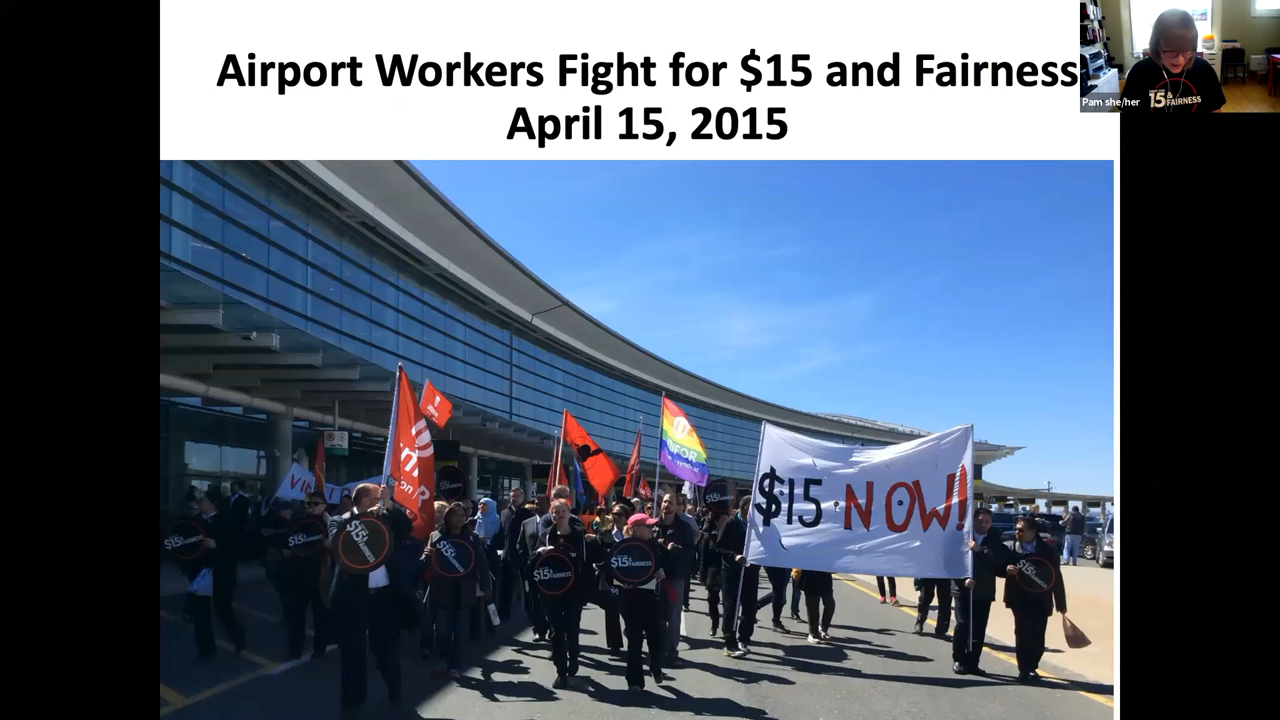 Airport Workers Fight for $15 and Fairness
April 15, 2015
Pam she/her
15 &
FAIRNESS
$15 NOW!
$15 & FAIRNESS
$15 & FAIRNESS
$15 & FAIRNESS
$15 & FAIRNESS
$15 & FAIRNESS